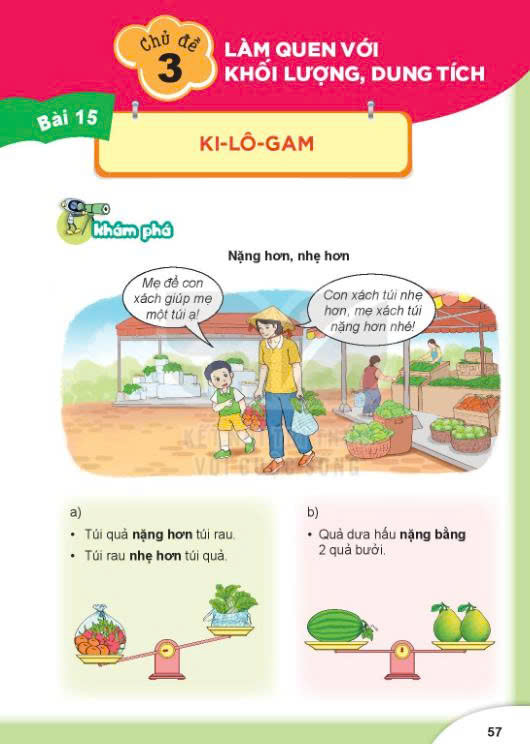 Chủ đề
3
LÀM QUEN VỚI
KHỐI LƯỢNG, DUNG TÍCH
Bài 15
KI-LÔ-GAM
khám phá
Nặng hơn, nhẹ hơn
Mẹ để con
xách giúp mẹ
một túi ạ!
Con xách túi nhẹ
hơn, mẹ xách túi
nặng hơn nhé!
KẾT NỐI TRI THỨC
VỚI CUỘC SỐNG
a)
• Túi quả nặng hơn túi rau.
• Túi rau nhẹ hơn túi quả.
b)
• Quả dưa hấu nặng bằng
2 quả bưởi.
57